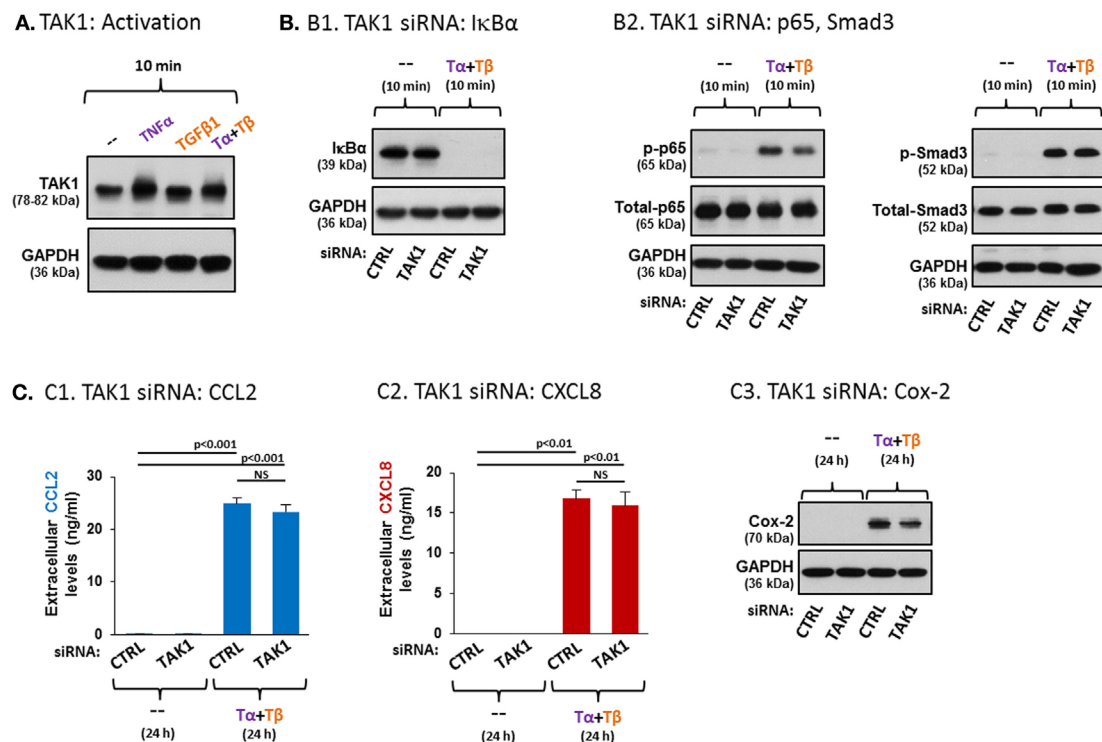 A. TAK1: Activation
10 min
--
TNFα
TGFβ1
Tα+Tβ
TAK1
(78-82 kDa)
GAPDH
(36 kDa)
B. B1. TAK1 siRNA: IκBα
--
Tα+Tβ
(10 min)
(10 min)
IκBα
(39 kDa)
GAPDH
(36 kDa)
siRNA:
CTRL
TAK1
CTRL
TAK1
B2. TAK1 siRNA: p65, Smad3
--
Tα+Tβ
(10 min)
(10 min)
p-p65
(65 kDa)
Total-p65
(65 kDa)
GAPDH
(36 kDa)
siRNA:
CTRL
TAK1
CTRL
TAK1
--
Tα+Tβ
(10 min)
(10 min)
p-Smad3
(52 kDa)
Total-Smad3
(52 kDa)
GAPDH
(36 kDa)
siRNA:
CTRL
TAK1
CTRL
TAK1
C. C1. TAK1 siRNA: CCL2
p<0.001
p<0.001
NS
Extracellular CCL2
levels (ng/ml)
30
20
10
0
siRNA:
CTRL
TAK1
CTRL
TAK1
--
Tα+Tβ
(24 h)
(24 h)
C2. TAK1 siRNA: CXCL8
p<0.01
p<0.01
NS
Extracellular CXCL8
levels (ng/ml)
20
15
10
5
0
siRNA:
CTRL
TAK1
CTRL
TAK1
--
Tα+Tβ
(24 h)
(24 h)
C3. TAK1 siRNA: Cox-2
--
Tα+Tβ
(24 h)
(24 h)
Cox-2
(70 kDa)
GAPDH
(36 kDa)
siRNA:
CTRL
TAK1
CTRL
TAK1